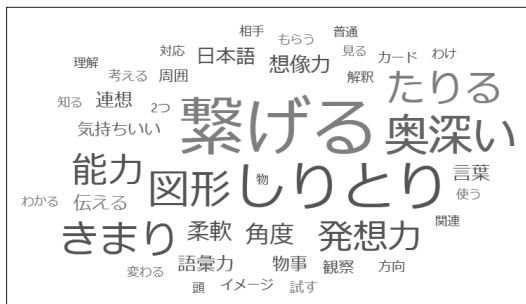 相手 もらう 普通
理解 対応 日本語 想像力 見る カード わけ
考える 周囲 解釈 たりる
知る 連想 2つ 繋げる 奥深い
気持ちいい
能力 図形 物 しりとり 言葉
わかる 伝える 使う
きまり 柔軟 角度 発想力 関連
変わる 語彙力 物事 観察 方向
頭 イメージ 試す